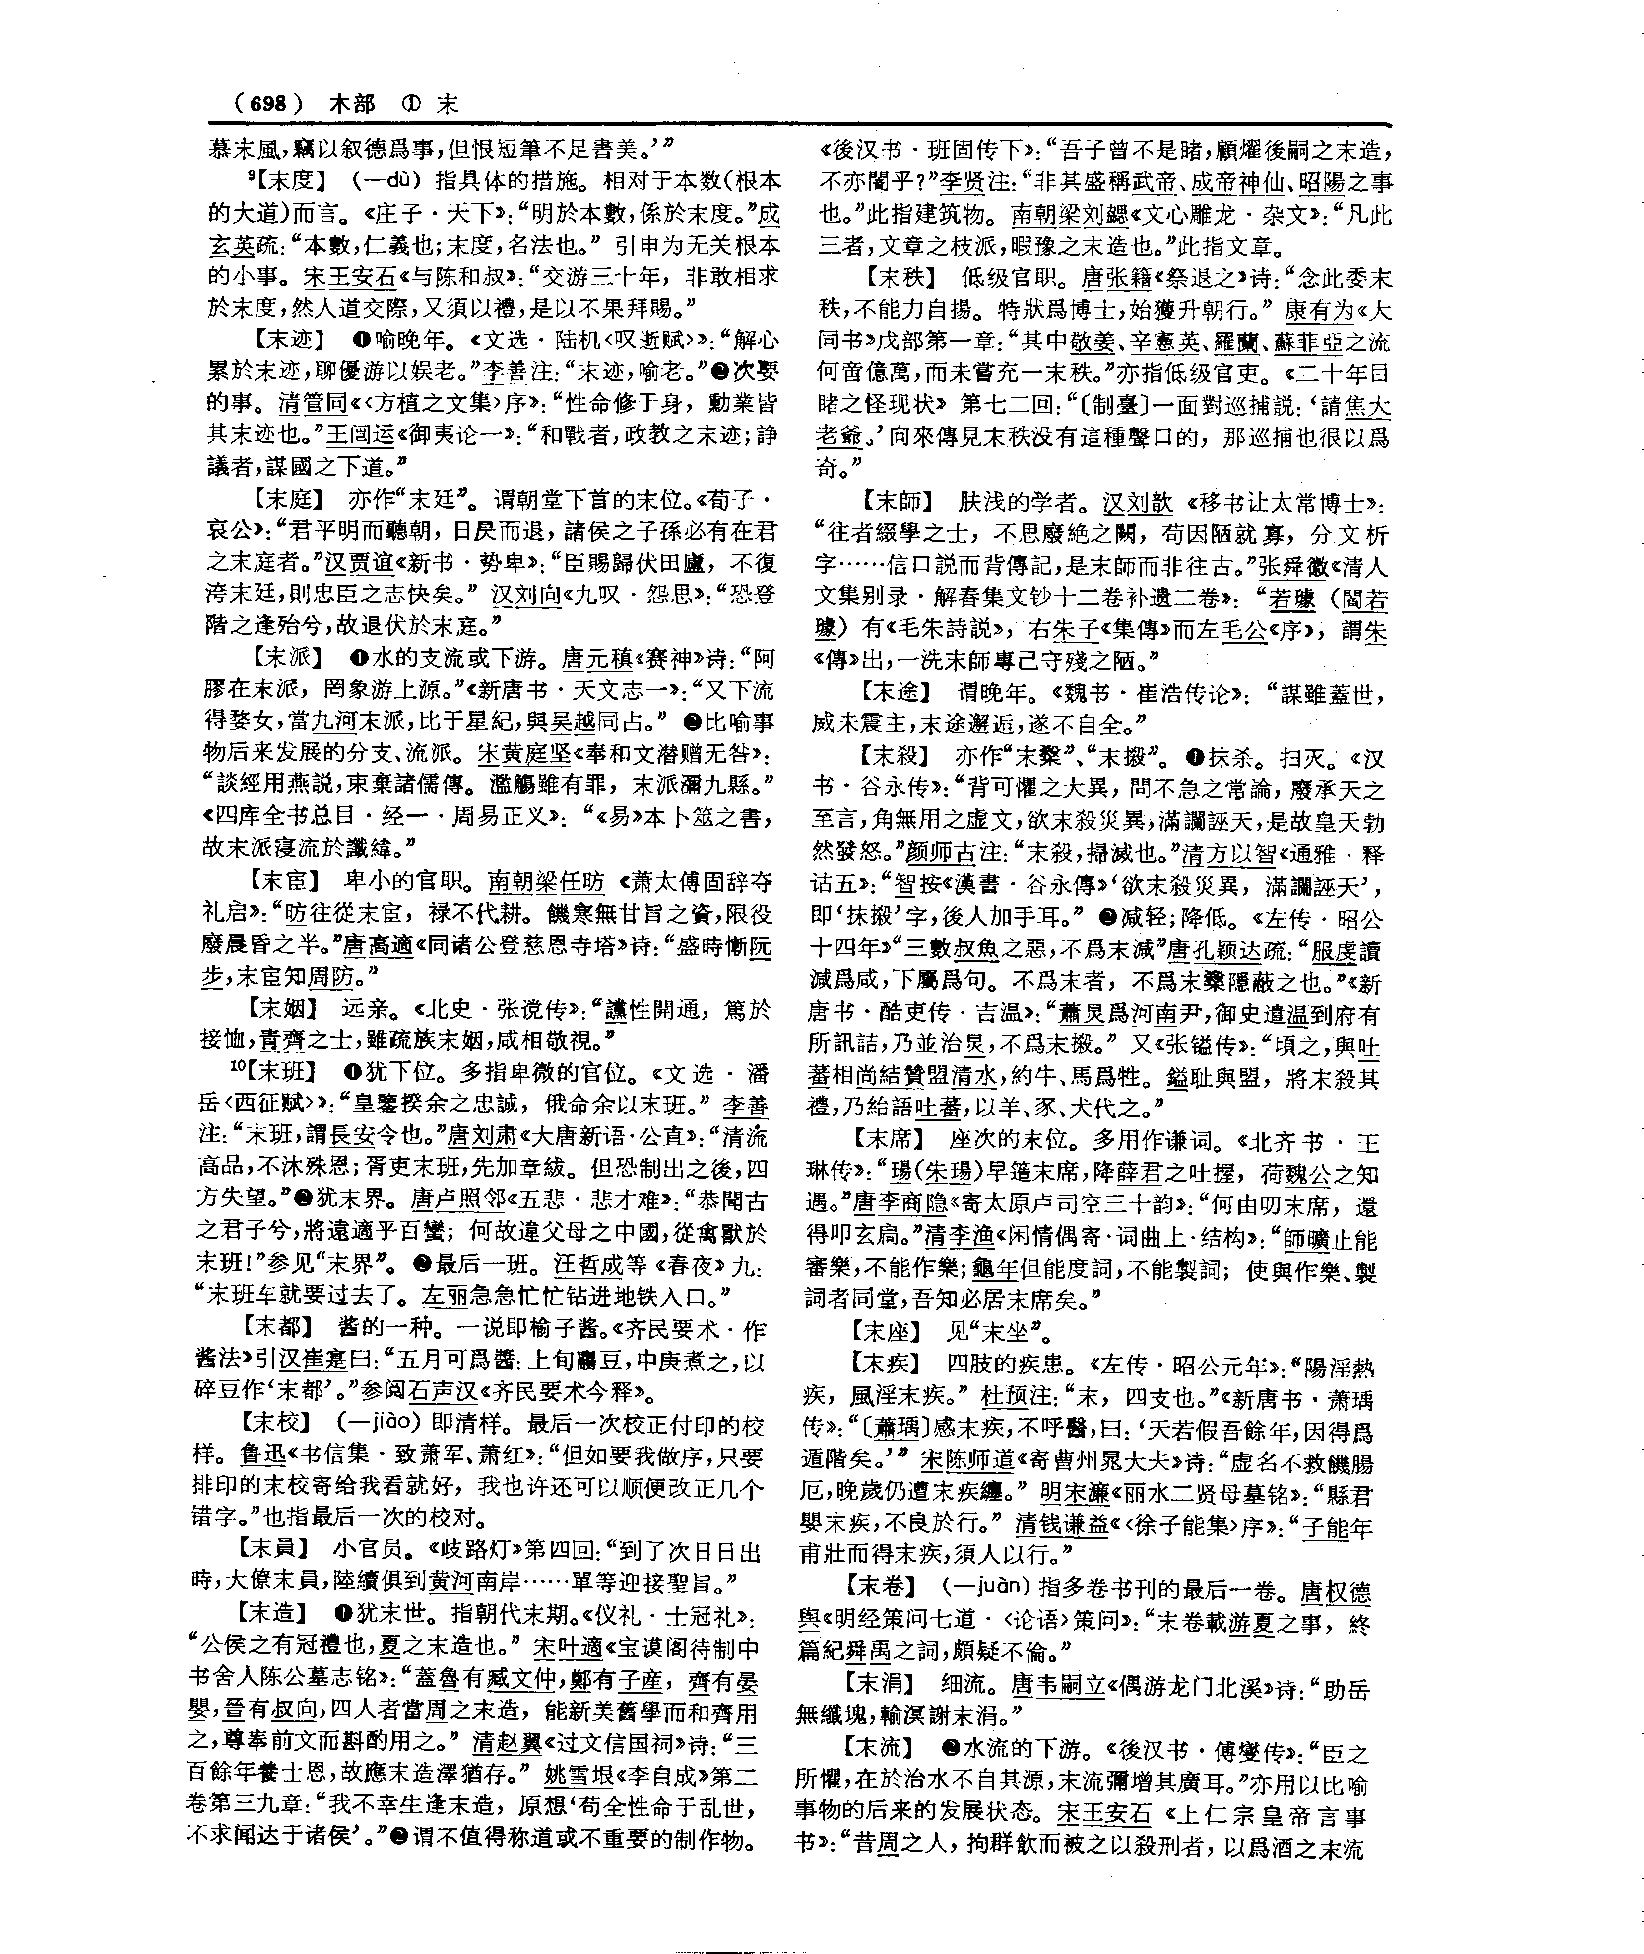 （698） 木部 ① 末
慕末風，竊以叙德爲事，但恨短筆不足書美。’”
⁹【末度】 （—dù） 指具体的措施。相对于本数（根本
的大道）而言。《庄子·天下》：“明於本數，係於末度。”成
玄英疏：“本數，仁義也；末度，名法也。” 引申为无关根本
的小事。宋王安石《与陈和叔》：“交游三十年，非敢相求
於末度，然人道交際，又須以禮，是以不果拜賜。”
【末迹】 ❶喻晚年。《文选·陆机〈叹逝赋〉》：“解心
累於末迹，聊優游以娱老。”李善注：“末迹，喻老。”❷次要
的事。清管同《〈方植之文集〉序》：“性命修于身，勳業皆
其末迹也。”王闿运《御夷论一》：“和戰者，政教之末迹；諍
議者，謀國之下道。”
【末庭】 亦作“末廷”。谓朝堂下首的末位。《荀子·
哀公》：“君平明而聽朝，日昃而退，諸侯之子孫必有在君
之末庭者。”汉贾谊《新书·势卑》：“臣賜歸伏田廬，不復
洿末廷，則忠臣之志快矣。” 汉刘向《九叹·怨思》：“恐登
階之逢殆兮，故退伏於末庭。”
【末派】 ❶水的支流或下游。唐元稹《赛神》诗：“阿
膠在末派，罔象游上源。”《新唐书·天文志一》：“又下流
得婺女，當九河末派，比于星紀，與吴越同占。” ❷比喻事
物后来发展的分支、流派。宋黄庭坚《奉和文潜赠无咎》：
“談經用燕説，束棄諸儒傳。濫觴雖有罪，末派瀰九縣。”
《四库全书总目·经一·周易正义》：“《易》本卜筮之書，
故末派寖流於讖緯。”
【末宦】 卑小的官职。南朝梁任昉《萧太傅固辞夺
礼启》：“昉往從末宦，禄不代耕。饑寒無甘旨之資，限役
廢晨昏之半。”唐高適《同诸公登慈恩寺塔》诗：“盛時慚阮
步，末宦知周防。”
【末姻】 远亲。《北史·张谠传》：“讜性開通，篤於
接恤，青齊之士，雖疏族末姻，咸相敬視。”
¹⁰【末班】 ❶犹下位。多指卑微的官位。《文选·潘
岳〈西征赋〉》：“皇鑒揆余之忠誠，俄命余以末班。” 李善
注：“末班，謂長安令也。”唐刘肃《大唐新语·公直》：“清流
高品，不沐殊恩；胥吏末班，先加章紱。但恐制出之後，四
方失望。”❷犹末界。唐卢照邻《五悲·悲才难》：“恭聞古
之君子兮，將遠適乎百蠻；何故違父母之中國，從禽獸於
末班！”参见“末界”。❸最后一班。汪哲成等《春夜》九：
“末班车就要过去了。左丽急急忙忙钻进地铁入口。”
【末都】 酱的一种。一说即榆子酱。《齐民要术·作
酱法》引汉崔寔曰：“五月可爲醬：上旬䴵豆，中庚煮之，以
碎豆作‘末都’。”参阅石声汉《齐民要术今释》。
【末校】 （—jiào）即清样。最后一次校正付印的校
样。鲁迅《书信集·致萧军、萧红》：“但如要我做序，只要
排印的末校寄给我看就好，我也许还可以顺便改正几个
错字。”也指最后一次的校对。
【末員】 小官员。《歧路灯》第四回：“到了次日日出
時，大僚末員，陸續俱到黄河南岸……單等迎接聖旨。”
【末造】 ❶犹末世。指朝代末期。《仪礼·士冠礼》：
“公侯之有冠禮也，夏之末造也。” 宋叶適《宝谟阁待制中
书舍人陈公墓志铭》：“蓋魯有臧文仲，鄭有子産，齊有晏
嬰，晉有叔向，四人者當周之末造，能新美舊學而和齊用
之，尊奉前文而斟酌用之。” 清赵翼《过文信国祠》诗：“三
百餘年養士恩，故應末造澤猶存。” 姚雪垠《李自成》第二
卷第三九章：“我不幸生逢末造，原想‘苟全性命于乱世，
不求闻达于诸侯’。”❷谓不值得称道或不重要的制作物。
《後汉书·班固传下》：“吾子曾不是睹，顧燿後嗣之末造，
不亦闇乎？”李贤注：“非其盛稱武帝、成帝神仙、昭陽之事
也。”此指建筑物。南朝梁刘勰《文心雕龙·杂文》：“凡此
三者，文章之枝派，暇豫之末造也。”此指文章。
【末秩】 低级官职。唐张籍《祭退之》诗：“念此委末
秩，不能力自揚。特狀爲博士，始獲升朝行。” 康有为《大
同书》戊部第一章：“其中敬姜、辛憲英、羅蘭、蘇菲亞之流
何啻億萬，而未嘗充一末秩。”亦指低级官吏。《二十年目
睹之怪现状》第七二回：“〔制臺〕一面對巡捕説：‘請焦大
老爺。’向來傳見末秩没有這種聲口的，那巡捕也很以爲
奇。”
【末師】 肤浅的学者。汉刘歆《移书让太常博士》：
“往者綴學之士，不思廢絶之闕，苟因陋就寡，分文析
字……信口説而背傳記，是末師而非往古。”张舜徽《清人
文集别录·解舂集文钞十二卷补遗二卷》：“若璩（閻若
璩）有《毛朱詩説》，右朱子《集傳》而左毛公《序》，謂朱
《傳》出，一洗末師專己守殘之陋。”
【末途】 谓晚年。《魏书·崔浩传论》：“謀雖蓋世，
威未震主，末途邂逅，遂不自全。”
【末殺】 亦作“末摋”、“末搬”。❶抹杀。扫灭。《汉
书·谷永传》：“背可懼之大異，問不急之常論，廢承天之
至言，角無用之虚文，欲末殺災異，滿讕誣天，是故皇天勃
然發怒。”颜师古注：“末殺，掃滅也。”清方以智《通雅·释
诂五》：“智按《漢書·谷永傳》‘欲末殺災異，滿讕誣天’，
即‘抹摋’字，後人加手耳。” ❷减轻；降低。《左传·昭公
十四年》“三數叔魚之惡，不爲末減”唐孔颖达疏：“服虔讀
減爲咸，下屬爲句。不爲末者，不爲末槷隱蔽之也。”《新
唐书·酷吏传·吉温》：“蕭炅爲河南尹，御史遣温到府有
所訊詰，乃並治炅，不爲末摋。” 又《张镒传》：“頃之，與吐
蕃相尚結贊盟清水，約牛、馬爲牲。鎰耻與盟，將末殺其
禮，乃紿語吐蕃，以羊、豕、犬代之。”
【末席】 座次的末位。多用作谦词。《北齐书·王
琳传》：“瑒（朱瑒）早簉末席，降薛君之吐握，荷魏公之知
遇。”唐李商隐《寄太原卢司空三十韵》：“何由叨末席，還
得叩玄扃。”清李渔《闲情偶寄·词曲上·结构》：“師曠止能
審樂，不能作樂；龜年但能度詞，不能製詞；使與作樂、製
詞者同堂，吾知必居末席矣。”
【末座】 见“末坐”。
【末疾】 四肢的疾患。《左传·昭公元年》：“陽淫熱
疾，風淫末疾。” 杜预注：“末，四支也。”《新唐书·萧瑀
传》：“〔蕭瑀〕感末疾，不呼醫，曰：‘天若假吾餘年，因得爲
遁階矣。’” 宋陈师道《寄曹州晁大夫》诗：“虚名不救饑腸
厄，晚歲仍遭末疾纏。” 明宋濂《丽水二贤母墓铭》：“縣君
嬰末疾，不良於行。” 清钱谦益《〈徐子能集〉序》：“子能年
甫壯而得末疾，須人以行。”
【末卷】 （—juàn）指多卷书刊的最后一卷。唐权德
舆《明经策问七道·〈论语〉策问》：“末卷載游夏之事，終
篇紀舜禹之詞，頗疑不倫。”
【末涓】 细流。唐韦嗣立《偶游龙门北溪》诗：“助岳
無纖塊，輸溟謝末涓。”
【末流】 ❶水流的下游。《後汉书·傅燮传》：“臣之
所懼，在於治水不自其源，末流彌增其廣耳。”亦用以比喻
事物的后来的发展状态。宋王安石《上仁宗皇帝言事
书》：“昔周之人，拘群飲而被之以殺刑者，以爲酒之末流